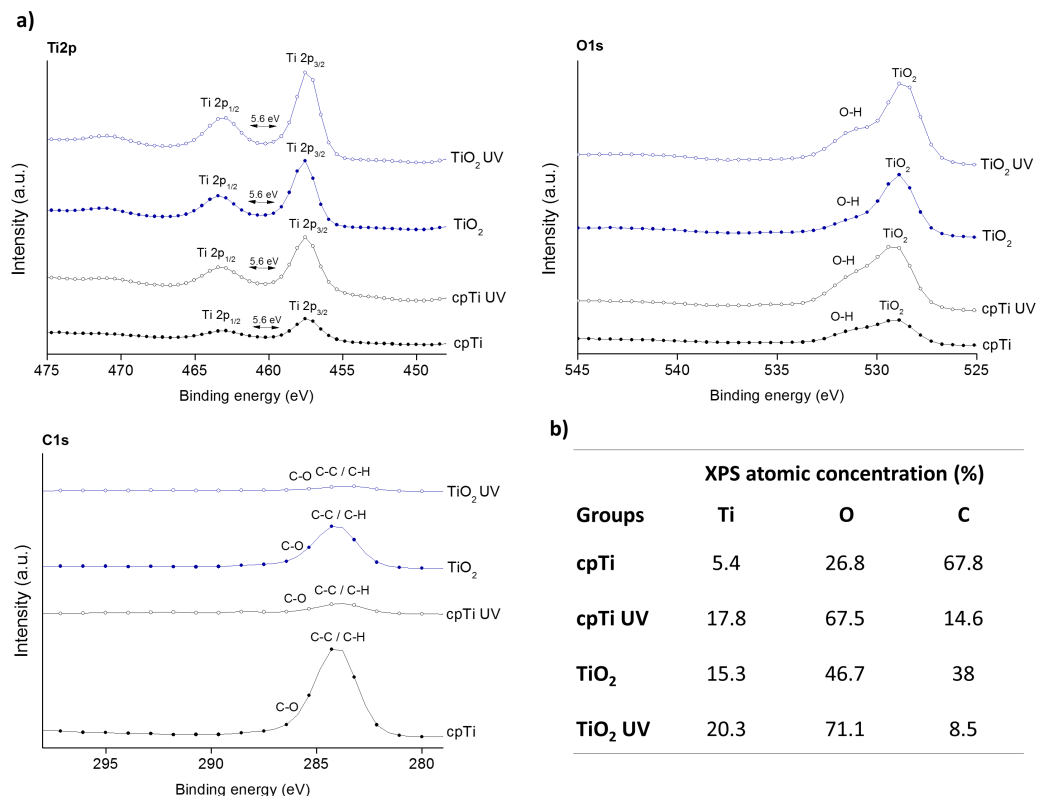 a)
Ti2p
Ti 2p3/2
Ti 2p1/2
5.6 eV
TiO2 UV
Ti 2p3/2
Ti 2p1/2
5.6 eV
TiO2
Ti 2p3/2
Ti 2p1/2
5.6 eV
cpTi UV
Ti 2p3/2
Ti 2p1/2
5.6 eV
cpTi
Intensity (a.u.)
475 470 465 460 455 450
Binding energy (eV)
O1s
TiO2
O-H
TiO2 UV
TiO2
O-H
TiO2
TiO2
O-H
cpTi UV
TiO2
O-H
cpTi
Intensity (a.u.)
545 540 535 530 525
Binding energy (eV)
C1s
C-O C-C / C-H
TiO2 UV
C-C / C-H
C-O
TiO2
C-O C-C / C-H
cpTi UV
C-C / C-H
C-O
cpTi
Intensity (a.u.)
295 290 285 280
Binding energy (eV)
b)
XPS atomic concentration (%)
Groups Ti O C
cpTi 5.4 26.8 67.8
cpTi UV 17.8 67.5 14.6
TiO2 15.3 46.7 38
TiO2 UV 20.3 71.1 8.5